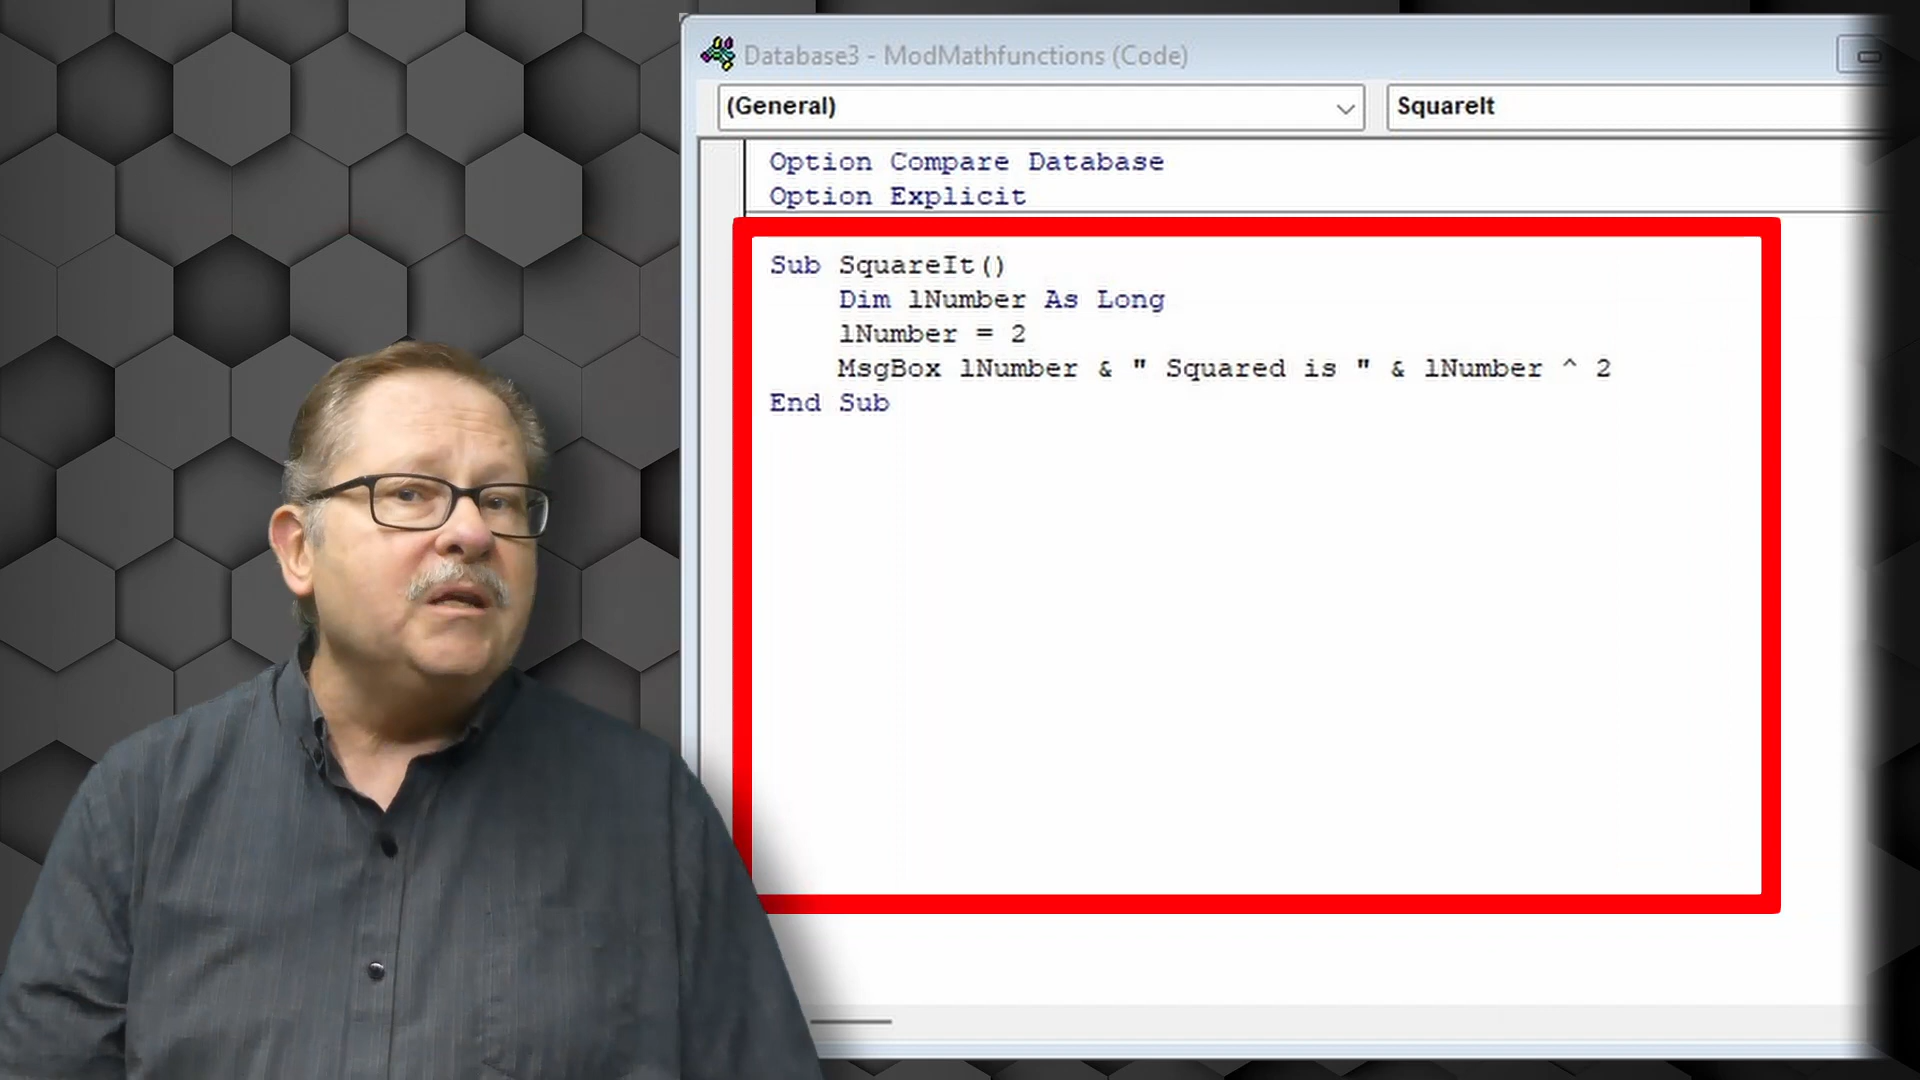 Database3 - ModMathfunctions (Code)
(General)
SquareIt
Option Compare Database
Option Explicit
Sub SquareIt()
Dim lNumber As Long
lNumber = 2
MsgBox lNumber & " Squared is " & lNumber ^ 2
End Sub